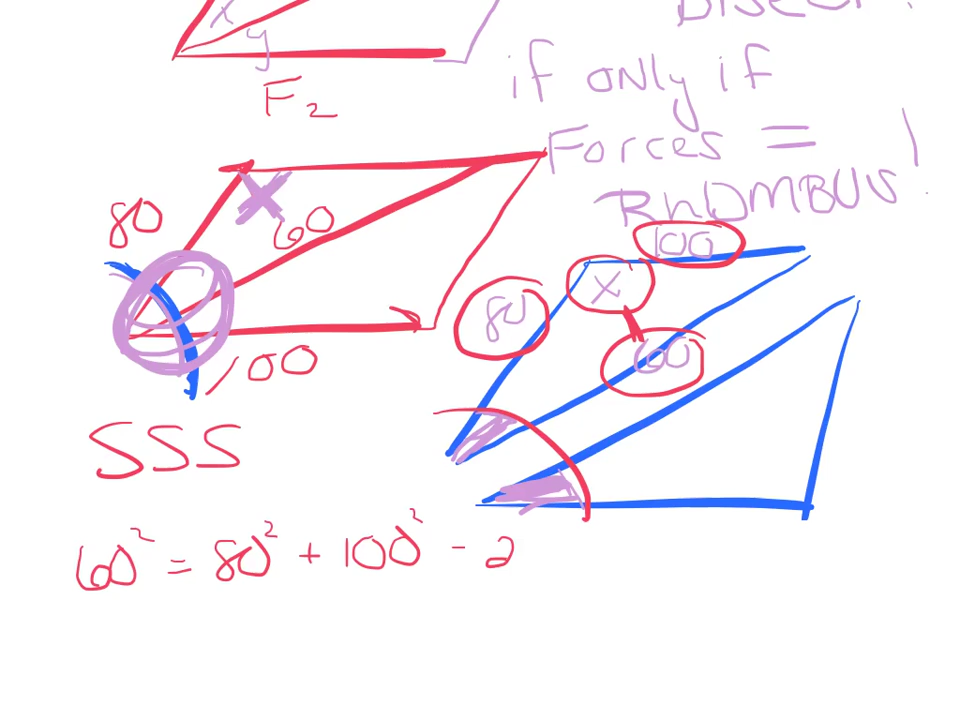 x
y
F2
if only if
Forces =
RhOMBUS!
80
60
100
100
80
x
60
SSS
60² = 80² + 100² - 2